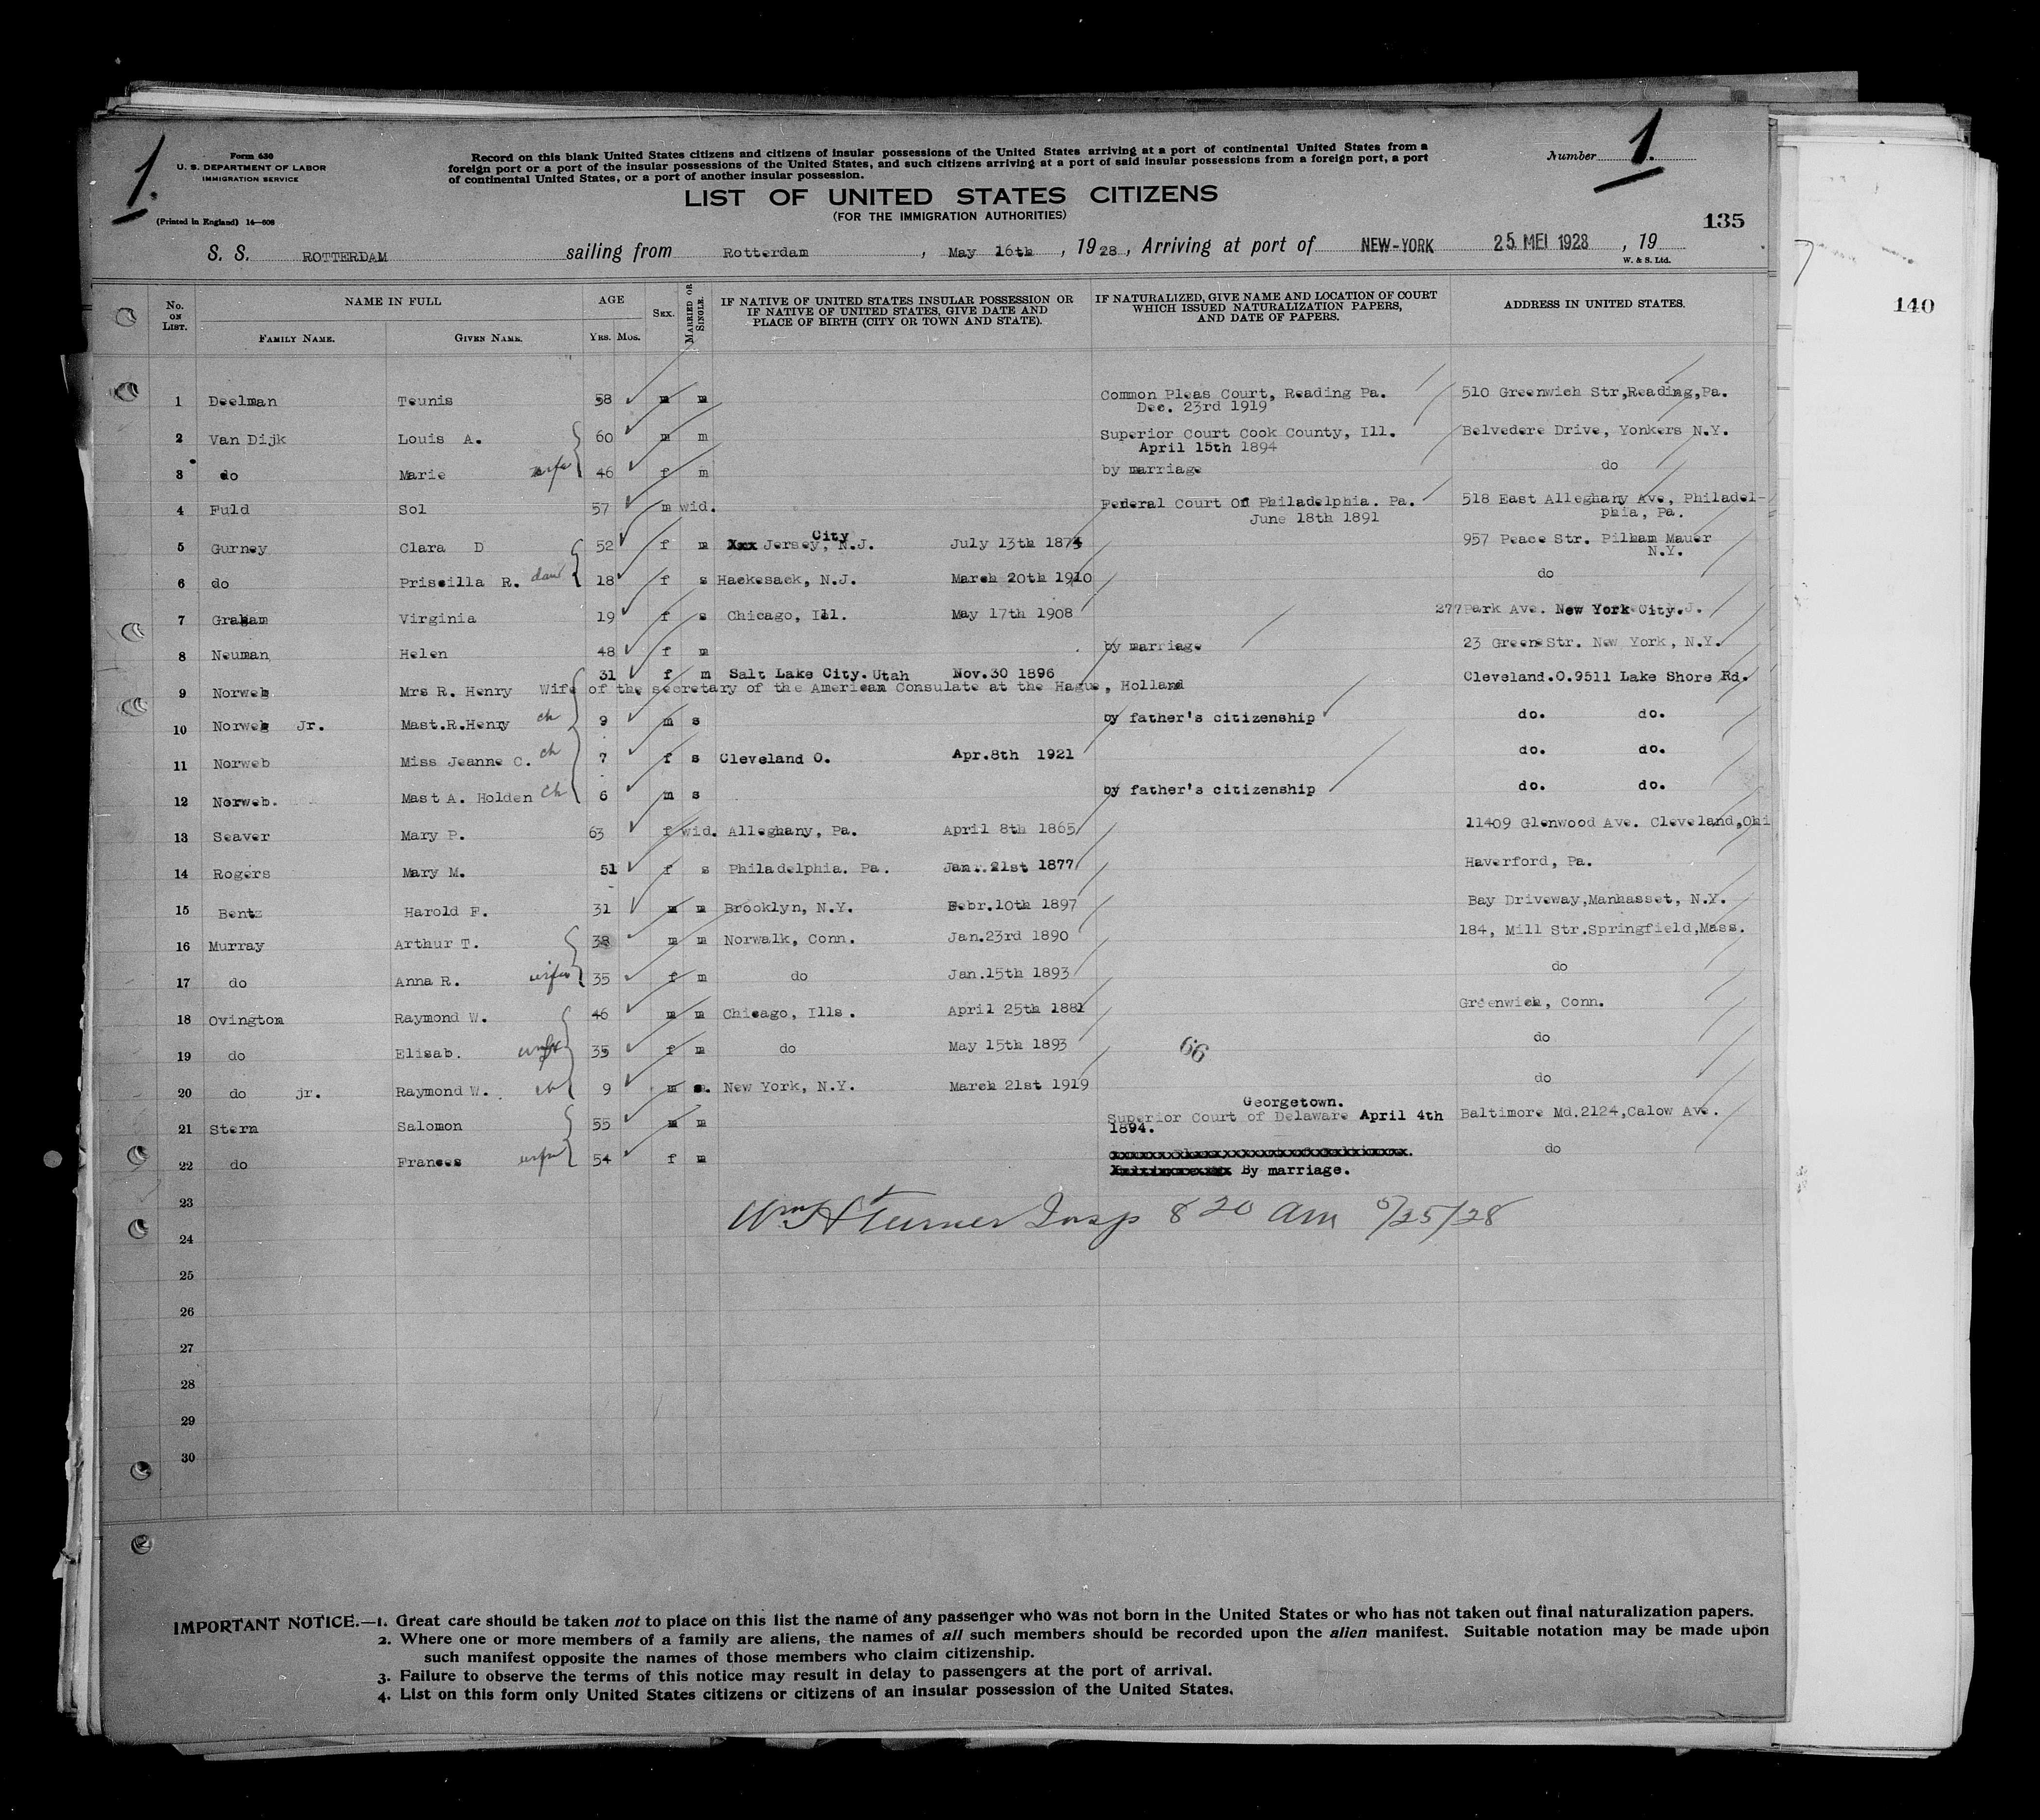 1.
Form 630
U. S. DEPARTMENT OF LABOR
IMMIGRATION SERVICE
(Printed in England) 14—608
Record on this blank United States citizens and citizens of insular possessions of the United States arriving at a port of continental United States from a
foreign port or a port of the insular possessions of the United States, and such citizens arriving at a port of said insular possessions from a foreign port, a port
of continental United States, or a port of another insular possession.
LIST OF UNITED STATES CITIZENS
(FOR THE IMMIGRATION AUTHORITIES)
Number 1.
135
140
S. S. ROTTERDAM sailing from Rotterdam, May 16th, 1928, Arriving at port of NEW-YORK 25 MEI 1928, 19
W. & S. Ltd.
No. ON LIST. NAME IN FULL AGE SEX. MARRIED OR SINGLE. IF NATIVE OF UNITED STATES INSULAR POSSESSION OR IF NATIVE OF UNITED STATES, GIVE DATE AND PLACE OF BIRTH (CITY OR TOWN AND STATE). IF NATURALIZED, GIVE NAME AND LOCATION OF COURT WHICH ISSUED NATURALIZATION PAPERS, AND DATE OF PAPERS. ADDRESS IN UNITED STATES.
FAMILY NAME. GIVEN NAME. YRS. MOS.
1 Deelman Teunis 58 m m Common Pleas Court, Reading Pa. 510 Greenwich Str,Reading,Pa.
Dec. 23rd 1919
2 Van Dijk Louis A. 60 m m Superior Court Cook County, Ill. Belvedere Drive, Yonkers N.Y.
April 15th 1894
3 do Marie wife 46 f m by marriage do
4 Fuld Sol 57 m wid. Federal Court Of Philadelphia. Pa. 518 East Alleghany Ave, Philadel-
June 18th 1891 phia, Pa.
City
5 Gurney Clara D 52 f m Jersey, N.J. July 13th 1875 957 Peace Str. Pilham Mauer
N.Y.
6 do Priscilla R. dau 18 f s Hackesack, N.J. March 20th 1910 do
7 Graham Virginia 19 f s Chicago, Ill. May 17th 1908 277 Park Ave. New York City.J.
8 Neuman Helen 48 f m by marriage 23 Greene Str. New York, N.Y.
31 f m Salt Lake City. Utah Nov.30 1896 Cleveland.O.9511 Lake Shore Rd.
9 Norweb Mrs R. Henry Wife of the secretary of the American Consulate at the Hague, Holland
10 Norweb Jr. Mast.R.Henry ch 9 m s by father's citizenship do. do.
11 Norweb Miss Jeanne C. ch 7 f s Cleveland O. Apr.8th 1921 do. do.
12 Norweb. Mast A. Holden ch 6 m s by father's citizenship do. do.
13 Seaver Mary P. 63 f wid. Alleghany, Pa. April 8th 1865 11409 Glenwood Ave. Cleveland,Ohi
14 Rogers Mary M. 51 f s Philadelphia. Pa. Jan. 21st 1877 Haverford, Pa.
15 Bentz Harold F. 31 m m Brooklyn, N.Y. Febr.10th 1897 Bay Driveway,Manhasset, N.Y.
16 Murray Arthur T. 38 m m Norwalk, Conn. Jan.23rd 1890 184, Mill Str.Springfield,Mass.
17 do Anna R. wife 35 f m do Jan.15th 1893 do
18 Ovington Raymond W. 46 m m Chicago, Ills. April 25th 1881 Greenwich, Conn.
19 do Elisab. wife 35 f m do May 15th 1893 do
66
20 do jr. Raymond W. ch 9 m s. New York, N.Y. March 21st 1919 do
Georgetown.
21 Stern Salomon 55 m m Superior Court of Delaware April 4th Baltimore Md.2124,Calow Ave.
1894.
22 do Frances wife 54 f m do
By marriage.
23
Wm H Turner Insp 8 20 am 5/25/28
24
25
26
27
28
29
30
IMPORTANT NOTICE.—1. Great care should be taken not to place on this list the name of any passenger who was not born in the United States or who has not taken out final naturalization papers.
2. Where one or more members of a family are aliens, the names of all such members should be recorded upon the alien manifest. Suitable notation may be made upon
such manifest opposite the names of those members who claim citizenship.
3. Failure to observe the terms of this notice may result in delay to passengers at the port of arrival.
4. List on this form only United States citizens or citizens of an insular possession of the United States.